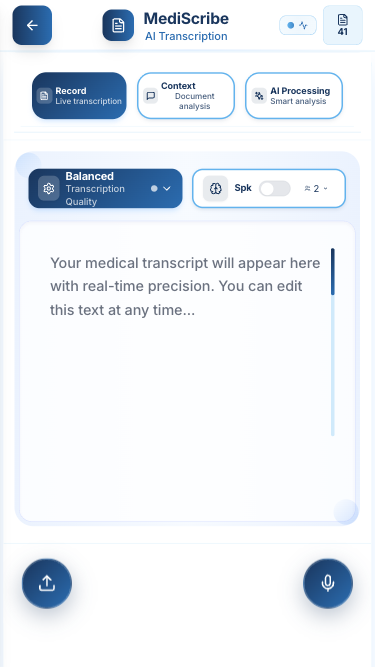 MediScribe
AI Transcription
41
Record
Live transcription
Context
Document
analysis
AI Processing
Smart analysis
Balanced
Transcription
Quality
Spk
2
Your medical transcript will appear here
with real-time precision. You can edit
this text at any time...